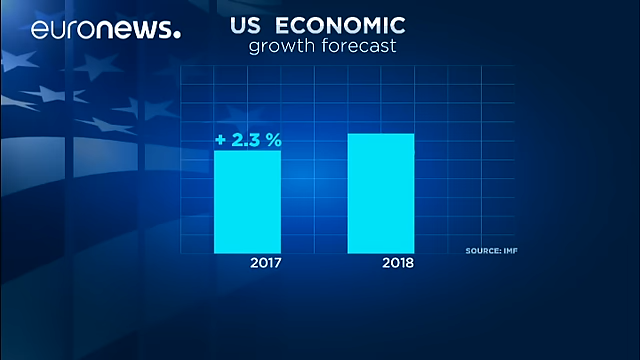 euronews.
US ECONOMIC
growth forecast
+ 2.3 %
2017
2018
SOURCE: IMF